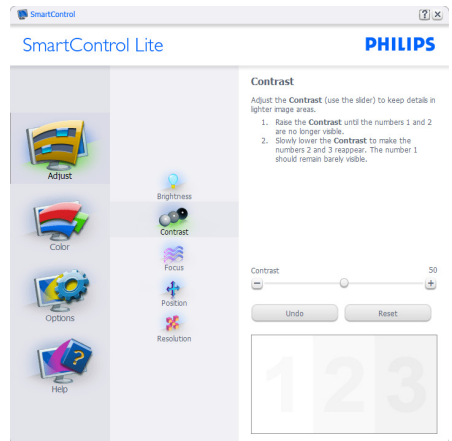 SmartControl
?
×
SmartControl Lite
PHILIPS
Adjust
Color
Options
Help
Brightness
Contrast
Focus
Position
Resolution
Contrast
Adjust the Contrast (use the slider) to keep details in
lighter image areas.
1. Raise the Contrast until the numbers 1 and 2
are no longer visible.
2. Slowly lower the Contrast to make the
numbers 2 and 3 reappear. The number 1
should remain barely visible.
Contrast 50
Undo Reset
1 2 3